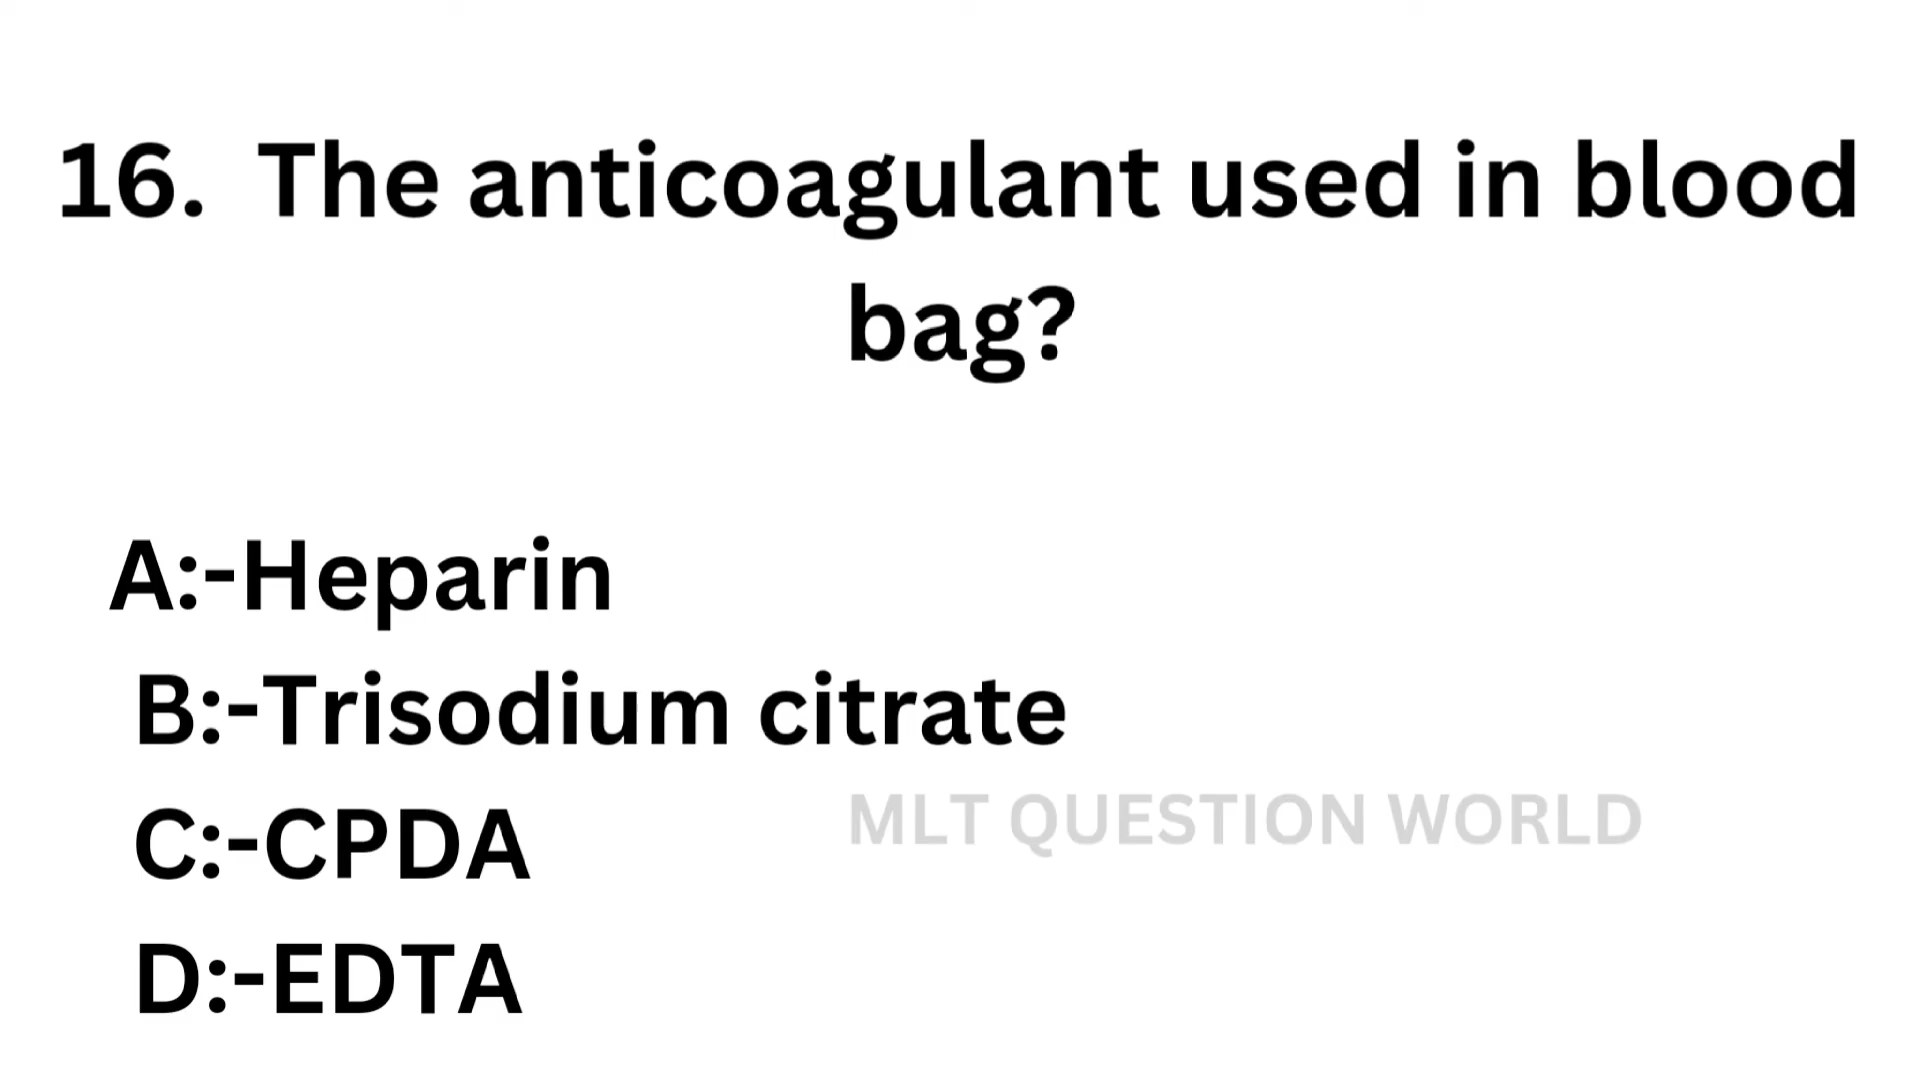 16. The anticoagulant used in blood
bag?
A:-Heparin
B:-Trisodium citrate
C:-CPDA
MLT QUESTION WORLD
D:-EDTA